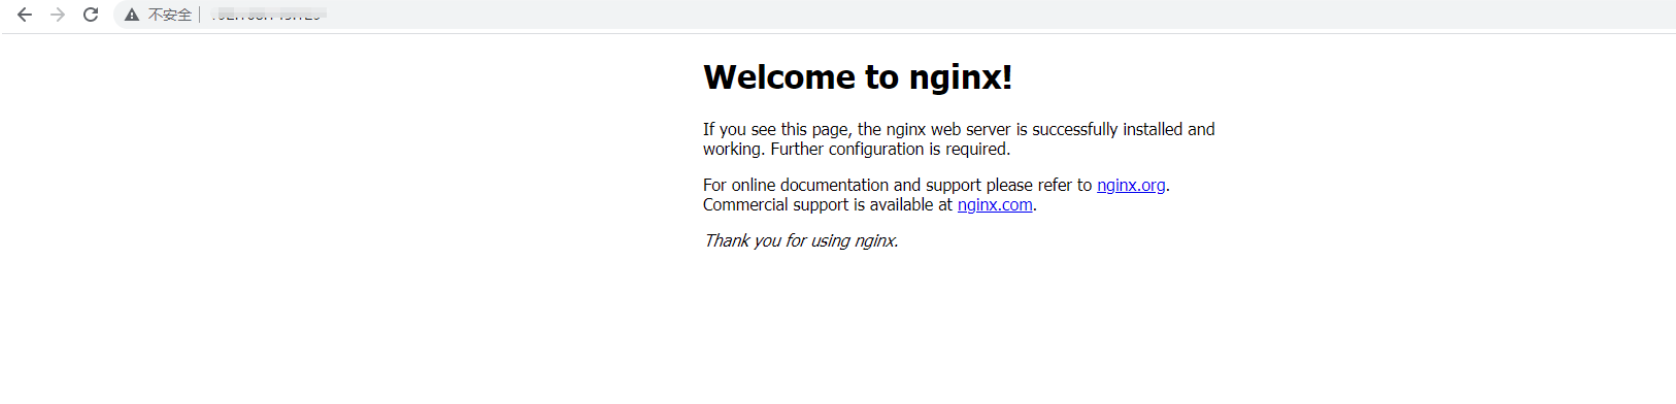 不安全
Welcome to nginx!
If you see this page, the nginx web server is successfully installed and
working. Further configuration is required.
For online documentation and support please refer to nginx.org.
Commercial support is available at nginx.com.
Thank you for using nginx.